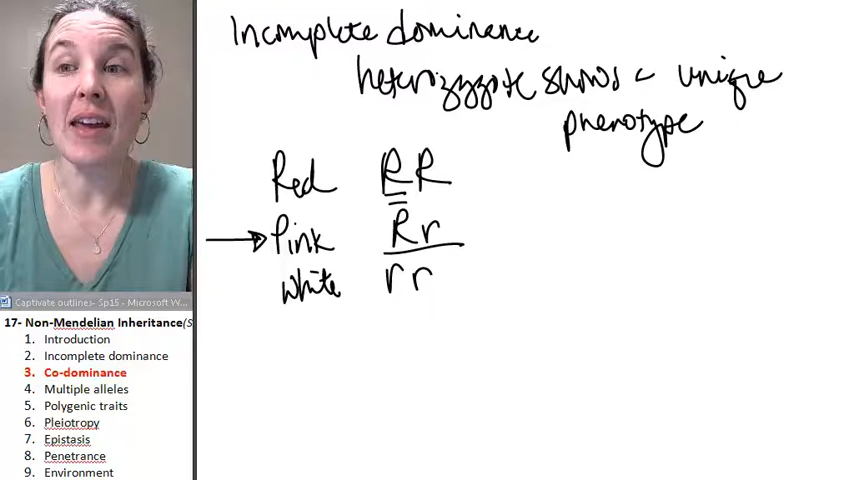 Incomplete dominance
heterozygote shows a unique
phenotype
Red RR
Pink Rr
white rr
Captivate outlines- Sp15 - Microsoft W...
17- Non-Mendelian Inheritance(S
1. Introduction
2. Incomplete dominance
3. Co-dominance
4. Multiple alleles
5. Polygenic traits
6. Pleiotropy
7. Epistasis
8. Penetrance
9. Environment